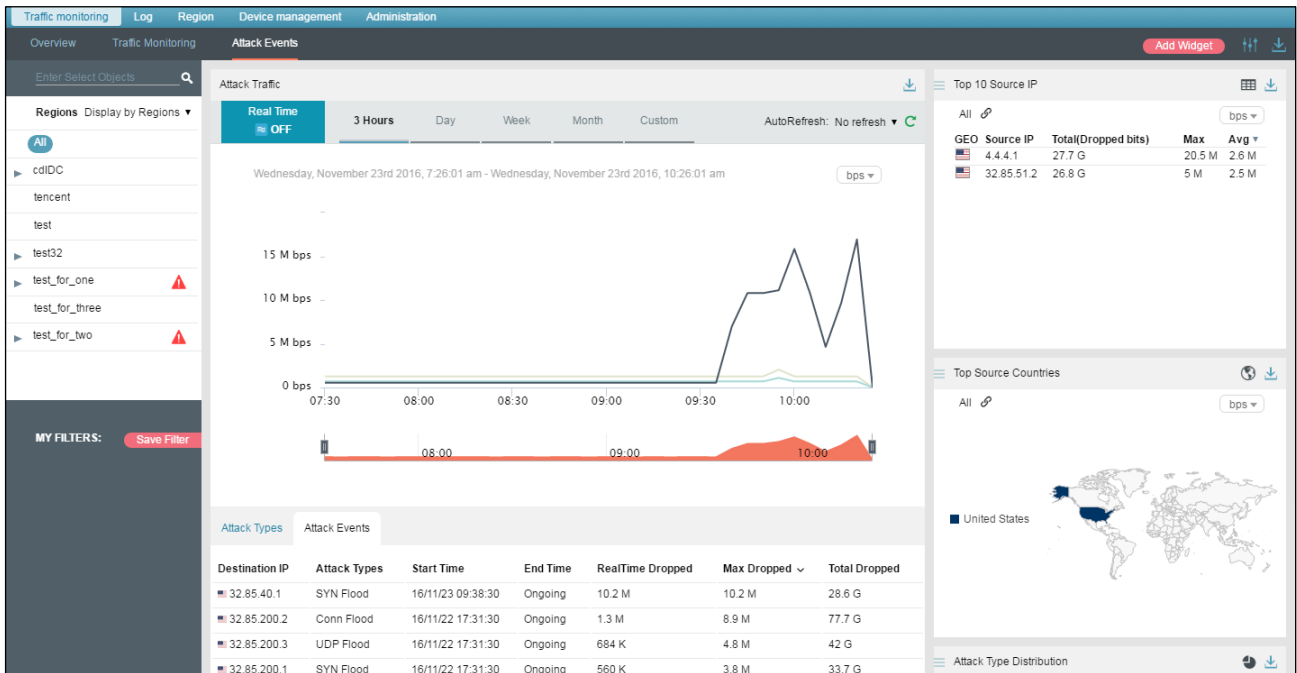 Traffic monitoring Log Region Device management Administration
Overview Traffic Monitoring Attack Events Add Widget
Enter Select Objects
Regions Display by Regions
All
cdIDC
tencent
test
test32
test_for_one
test_for_three
test_for_two
MY FILTERS: Save Filter
Attack Traffic
Real Time
OFF
3 Hours Day Week Month Custom AutoRefresh: No refresh
Wednesday, November 23rd 2016, 7:26:01 am - Wednesday, November 23rd 2016, 10:26:01 am bps
15 M bps
10 M bps
5 M bps
0 bps
07:30 08:00 08:30 09:00 09:30 10:00
08:00 09:00 10:00
Attack Types Attack Events
Destination IP Attack Types Start Time End Time RealTime Dropped Max Dropped Total Dropped
32.85.40.1 SYN Flood 16/11/23 09:38:30 Ongoing 10.2 M 10.2 M 28.6 G
32.85.200.2 Conn Flood 16/11/22 17:31:30 Ongoing 1.3 M 8.9 M 77.7 G
32.85.200.3 UDP Flood 16/11/22 17:31:30 Ongoing 684 K 4.8 M 42 G
32.85.200.1 SYN Flood 16/11/22 17:31:30 Ongoing 560 K 3.8 M 33.7 G
Top 10 Source IP
All bps
GEO Source IP Total(Dropped bits) Max Avg
4.4.4.1 27.7 G 20.5 M 2.6 M
32.85.51.2 26.8 G 5 M 2.5 M
Top Source Countries
All bps
United States
Attack Type Distribution